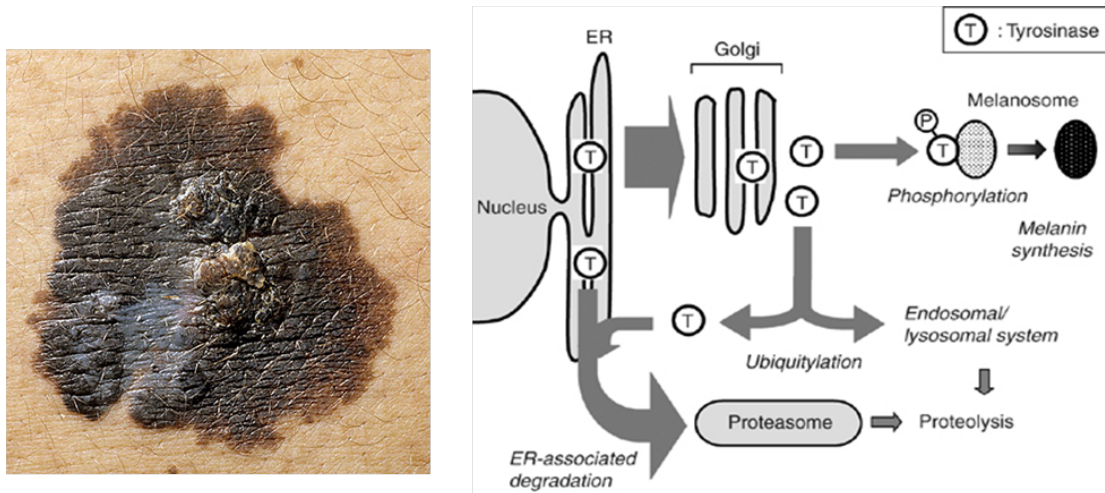 T : Tyrosinase
ER
Golgi
Melanosome
P
T
T
T
T
Phosphorylation
Nucleus
T
Melanin
synthesis
T
T
Endosomal/
lysosomal system
Ubiquitylation
Proteasome
Proteolysis
ER-associated
degradation